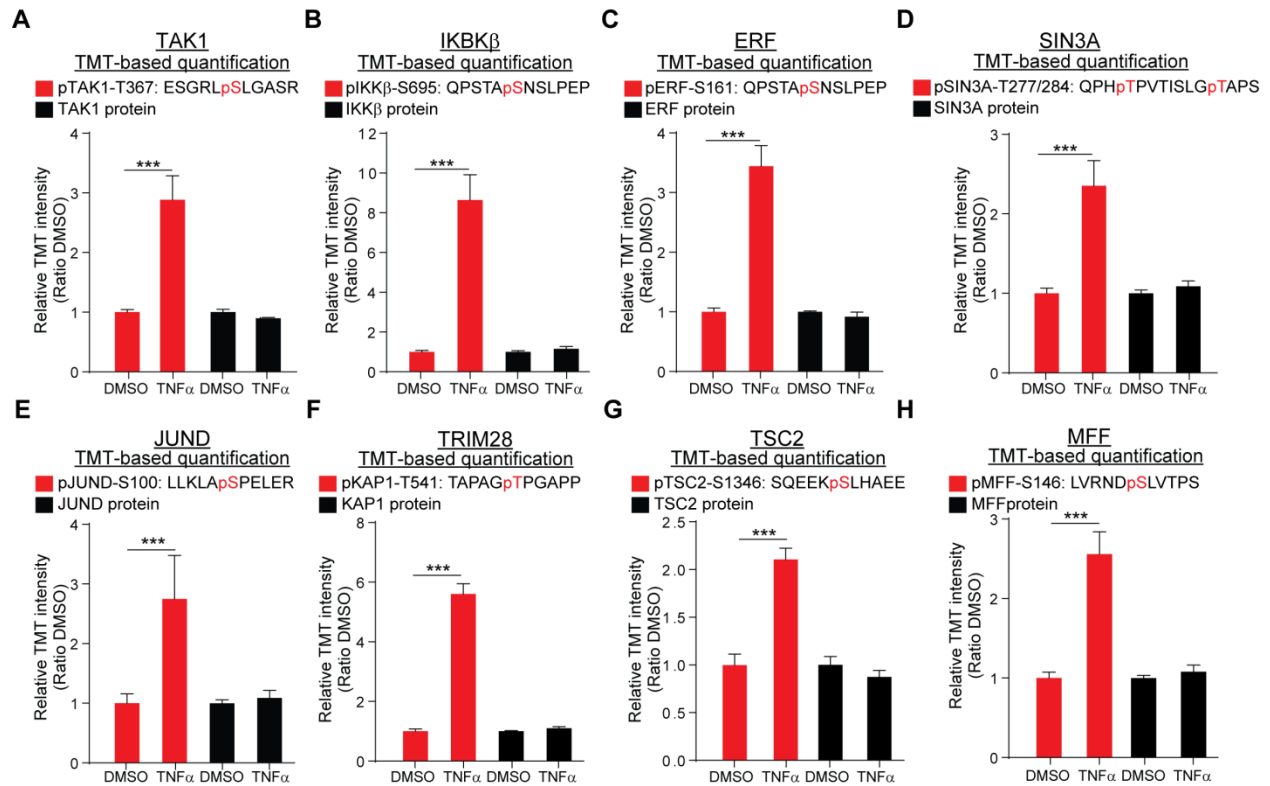 A
TAK1
TMT-based quantification
pTAK1-T367: ESGRLpSLGASR
TAK1 protein
Relative TMT intensity
(Ratio DMSO)
4
3
2
1
0
***
DMSO TNFα DMSO TNFα
B
IKBKβ
TMT-based quantification
pIKKβ-S695: QPSTApSNSLPEP
IKKβ protein
Relative TMT intensity
(Ratio DMSO)
12
10
8
6
4
2
0
***
DMSO TNFα DMSO TNFα
C
ERF
TMT-based quantification
pERF-S161: QPSTApSNSLPEP
ERF protein
Relative TMT intensity
(Ratio DMSO)
4
3
2
1
0
***
DMSO TNFα DMSO TNFα
D
SIN3A
TMT-based quantification
pSIN3A-T277/284: QPHpTPVTISLGpTAPS
SIN3A protein
Relative TMT intensity
(Ratio DMSO)
3
2
1
0
***
DMSO TNFα DMSO TNFα
E
JUND
TMT-based quantification
pJUND-S100: LLKLApSPELER
JUND protein
Relative TMT intensity
(Ratio DMSO)
4
3
2
1
0
***
DMSO TNFα DMSO TNFα
F
TRIM28
TMT-based quantification
pKAP1-T541: TAPAGpTPGAPP
KAP1 protein
Relative TMT intensity
(Ratio DMSO)
8
6
4
2
0
***
DMSO TNFα DMSO TNFα
G
TSC2
TMT-based quantification
pTSC2-S1346: SQEEKpSLHAEE
TSC2 protein
Relative TMT intensity
(Ratio DMSO)
2.5
2.0
1.5
1.0
0.5
0.0
***
DMSO TNFα DMSO TNFα
H
MFF
TMT-based quantification
pMFF-S146: LVRNDpSLVTPS
MFFprotein
Relative TMT intensity
(Ratio DMSO)
3
2
1
0
***
DMSO TNFα DMSO TNFα